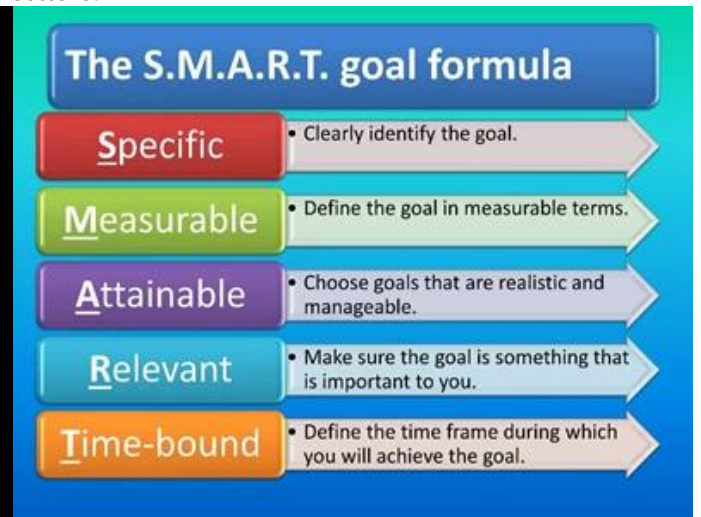 The S.M.A.R.T. goal formula
Specific
• Clearly identify the goal.
Measurable
• Define the goal in measurable terms.
Attainable
• Choose goals that are realistic and
manageable.
Relevant
• Make sure the goal is something that
is important to you.
Time-bound
• Define the time frame during which
you will achieve the goal.